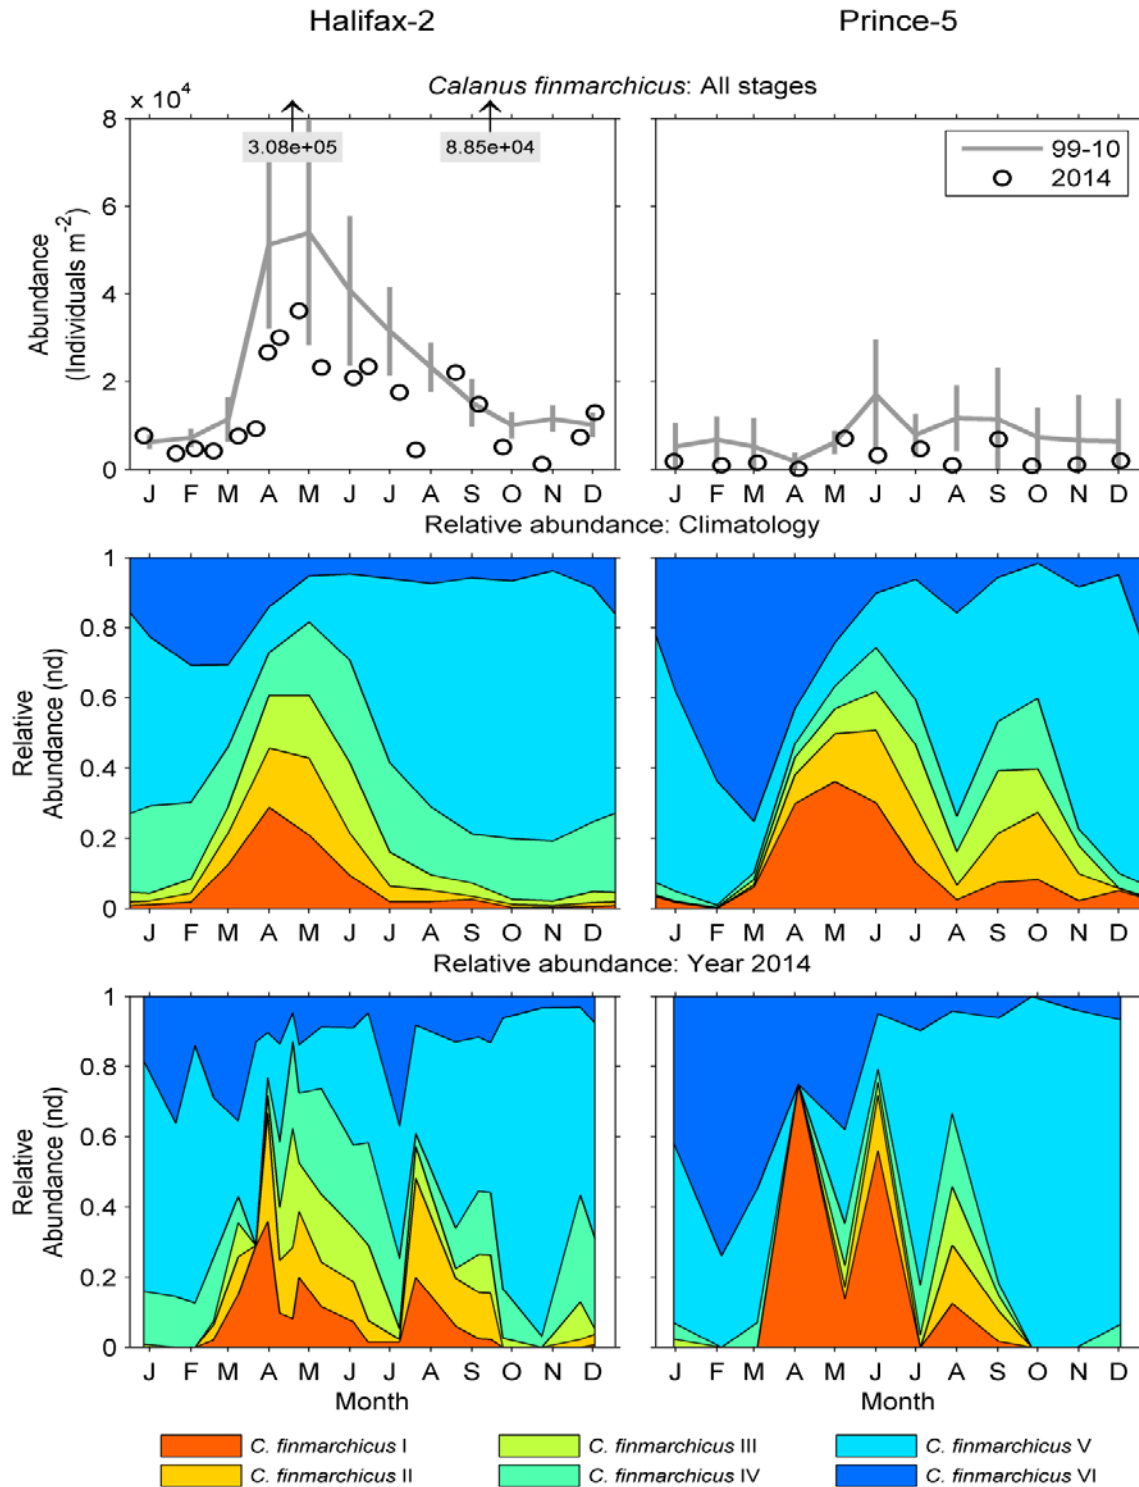 Halifax-2 Prince-5
Calanus finmarchicus: All stages
x 10^4
8
6
4
2
0
3.08e+05 8.85e+04
99-10
2014
Abundance
(Individuals m^-2)
J F M A M J J A S O N D J F M A M J J A S O N D
Relative abundance: Climatology
1
0.8
0.6
0.4
0.2
0
Relative
Abundance (nd)
J F M A M J J A S O N D J F M A M J J A S O N D
Relative abundance: Year 2014
1
0.8
0.6
0.4
0.2
0
Relative
Abundance (nd)
J F M A M J J A S O N D J F M A M J J A S O N D
Month Month
C. finmarchicus I C. finmarchicus III C. finmarchicus V
C. finmarchicus II C. finmarchicus IV C. finmarchicus VI